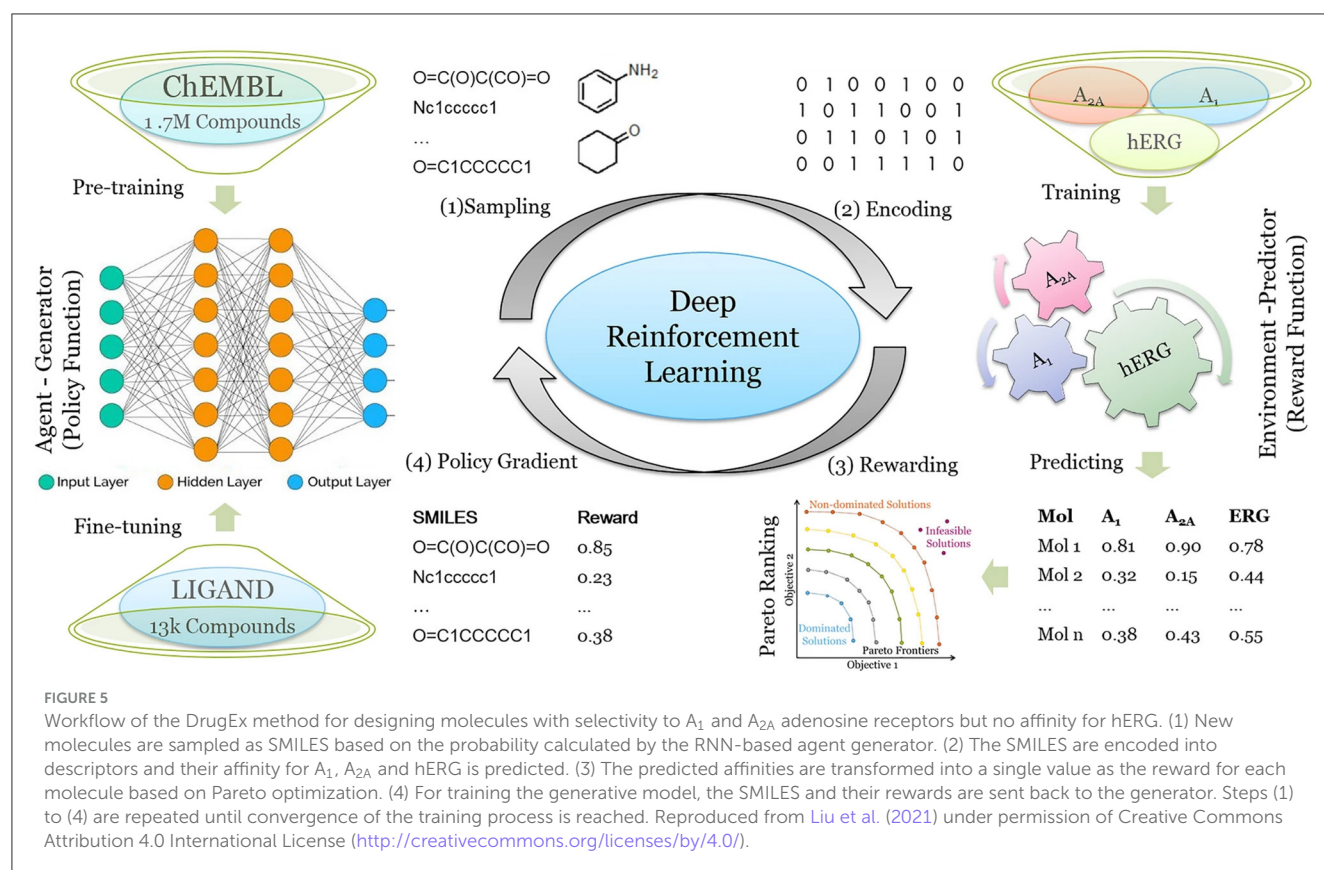 ChEMBL
1 .7M Compounds
Pre-training
Agent - Generator
(Policy Function)
Input Layer
Hidden Layer
Output Layer
Fine-tuning
LIGAND
13k Compounds
O=C(O)C(CO)=O
Nc1ccccc1
...
O=C1CCCCC1
NH2
O
(1)Sampling
0 1 0 0 1 0 0
1 0 1 1 0 0 1
0 1 1 0 1 0 1
0 0 1 1 1 1 0
(2) Encoding
Deep
Reinforcement
Learning
(4) Policy Gradient
(3) Rewarding
SMILES Reward
O=C(O)C(CO)=O 0.85
Nc1ccccc1 0.23
... ...
O=C1CCCCC1 0.38
Pareto Ranking
Objective 2
Non-dominated Solutions
Infeasible
Solutions
Dominated
Solutions
Pareto Frontiers
Objective 1
A2A
A1
hERG
Training
A2A
A1
hERG
Environment -Predictor
(Reward Function)
Predicting
Mol A1 A2A ERG
Mol 1 0.81 0.90 0.78
Mol 2 0.32 0.15 0.44
... ... ... ...
Mol n 0.38 0.43 0.55
FIGURE 5
Workflow of the DrugEx method for designing molecules with selectivity to A1 and A2A adenosine receptors but no affinity for hERG. (1) New
molecules are sampled as SMILES based on the probability calculated by the RNN-based agent generator. (2) The SMILES are encoded into
descriptors and their affinity for A1, A2A and hERG is predicted. (3) The predicted affinities are transformed into a single value as the reward for each
molecule based on Pareto optimization. (4) For training the generative model, the SMILES and their rewards are sent back to the generator. Steps (1)
to (4) are repeated until convergence of the training process is reached. Reproduced from Liu et al. (2021) under permission of Creative Commons
Attribution 4.0 International License (http://creativecommons.org/licenses/by/4.0/).